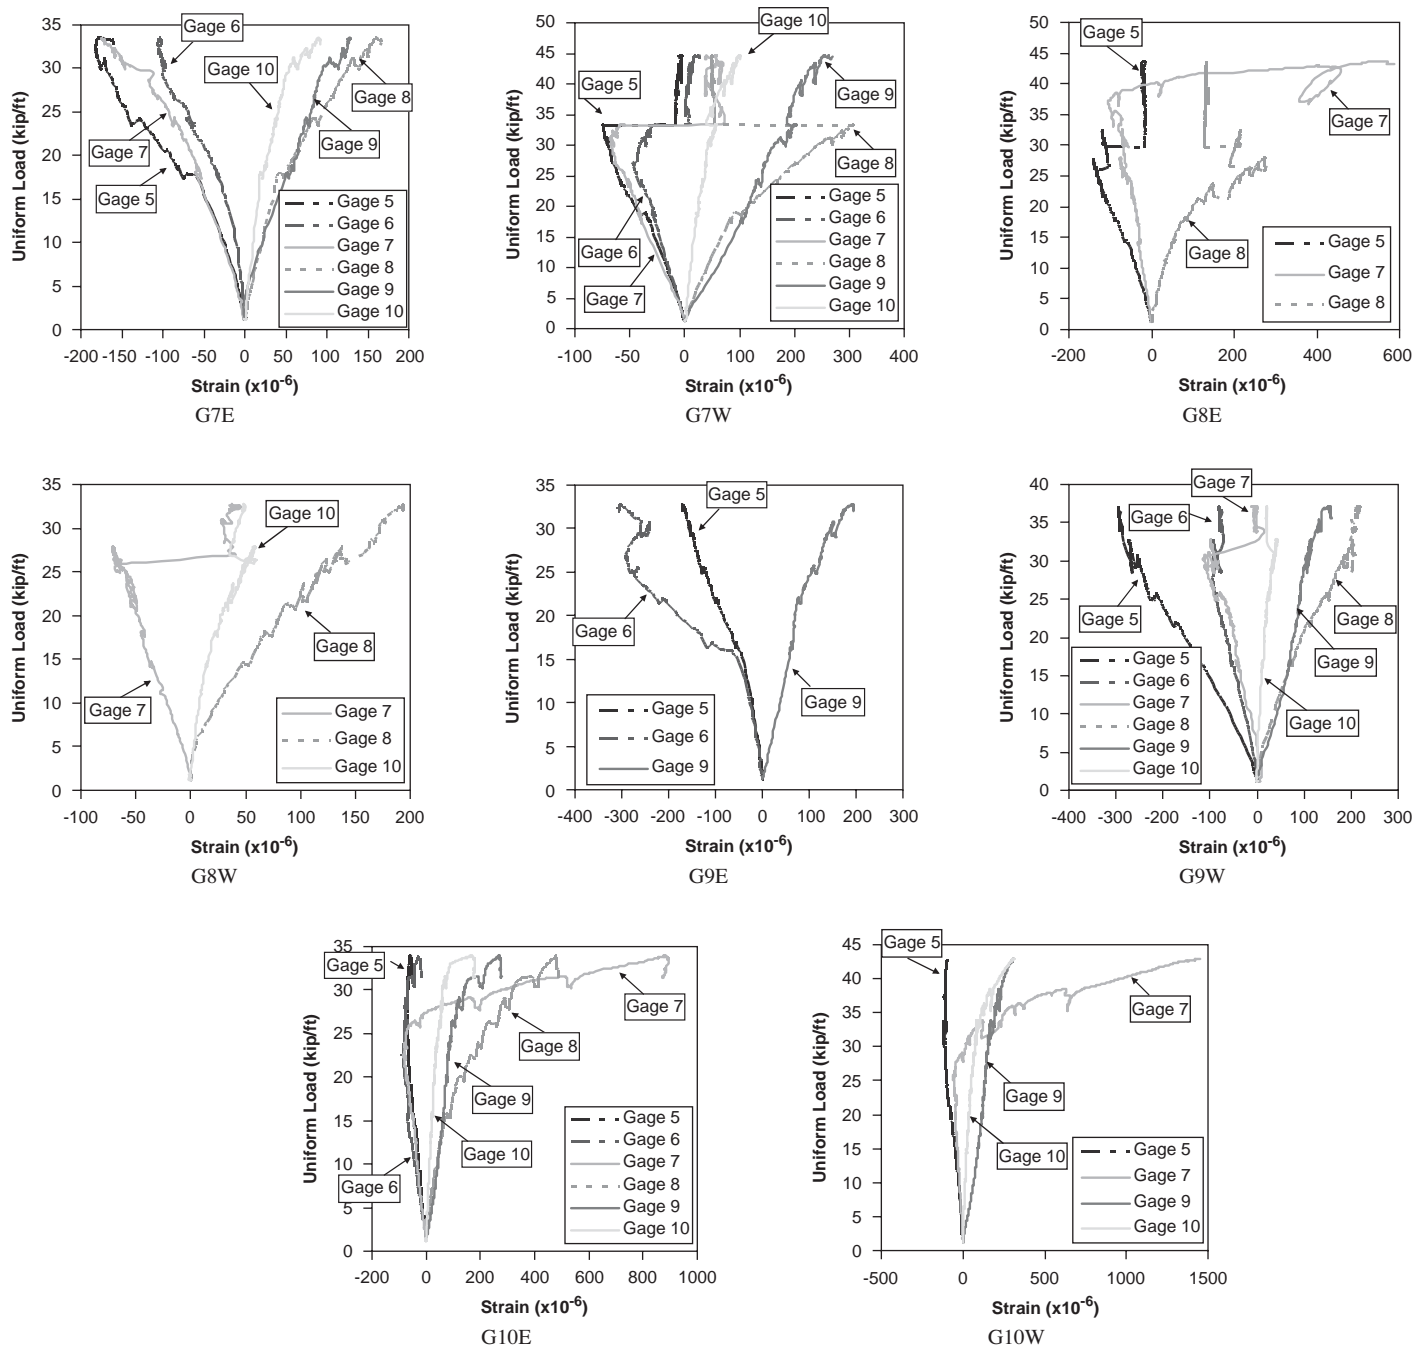 Uniform Load (kip/ft)
35
30
25
20
15
10
5
0
Gage 6
Gage 10
Gage 8
Gage 7
Gage 9
Gage 5
Gage 5
Gage 6
Gage 7
Gage 8
Gage 9
Gage 10
-200 -150 -100 -50 0 50 100 150 200
Strain (x10-6)
G7E
Uniform Load (kip/ft)
50
45
40
35
30
25
20
15
10
5
0
Gage 10
Gage 5
Gage 9
Gage 8
Gage 6
Gage 7
Gage 5
Gage 6
Gage 7
Gage 8
Gage 9
Gage 10
-100 -50 0 100 200 300 400
Strain (x10-6)
G7W
Uniform Load (kip/ft)
50
40
30
20
10
5
0
Gage 5
Gage 7
Gage 8
Gage 5
Gage 7
Gage 8
-200 0 200 400 600
Strain (x10-6)
G8E
Uniform Load (kip/ft)
35
30
25
20
15
10
5
0
Gage 10
Gage 8
Gage 7
Gage 7
Gage 8
Gage 10
-100 -50 0 50 100 150 200
Strain (x10-6)
G8W
Uniform Load (kip/ft)
35
30
25
20
15
10
5
0
Gage 5
Gage 6
Gage 9
Gage 5
Gage 6
Gage 9
-400 -300 -200 -100 0 100 200 300
Strain (x10-6)
G9E
Uniform Load (kip/ft)
40
35
30
25
20
15
10
5
0
Gage 7
Gage 6
Gage 5
Gage 8
Gage 9
Gage 10
Gage 5
Gage 6
Gage 7
Gage 8
Gage 9
Gage 10
-400 -300 -200 -100 0 100 200 300
Strain (x10-6)
G9W
Uniform Load (kip/ft)
35
30
25
20
15
10
5
0
Gage 5
Gage 7
Gage 8
Gage 9
Gage 10
Gage 6
Gage 5
Gage 6
Gage 7
Gage 8
Gage 9
Gage 10
-200 0 200 400 600 800 1000
Strain (x10-6)
G10E
Uniform Load (kip/ft)
45
40
35
30
25
20
15
10
5
0
Gage 5
Gage 7
Gage 9
Gage 10
Gage 5
Gage 7
Gage 9
Gage 10
-500 0 500 1000 1500
Strain (x10-6)
G10W